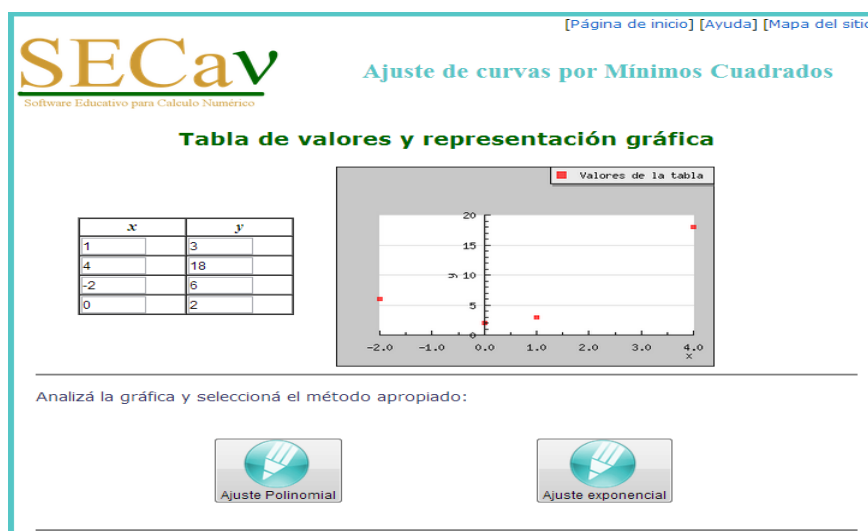 [Página de inicio] [Ayuda] [Mapa del sitio
SECav
Software Educativo para Calculo Numérico
Ajuste de curvas por Mínimos Cuadrados
Tabla de valores y representación gráfica
x y
1 3
4 18
-2 6
0 2
Valores de la tabla
20
15
10
5
0
y
-2.0 -1.0 0.0 1.0 2.0 3.0 4.0
x
Analizá la gráfica y seleccioná el método apropiado:
Ajuste Polinomial
Ajuste exponencial